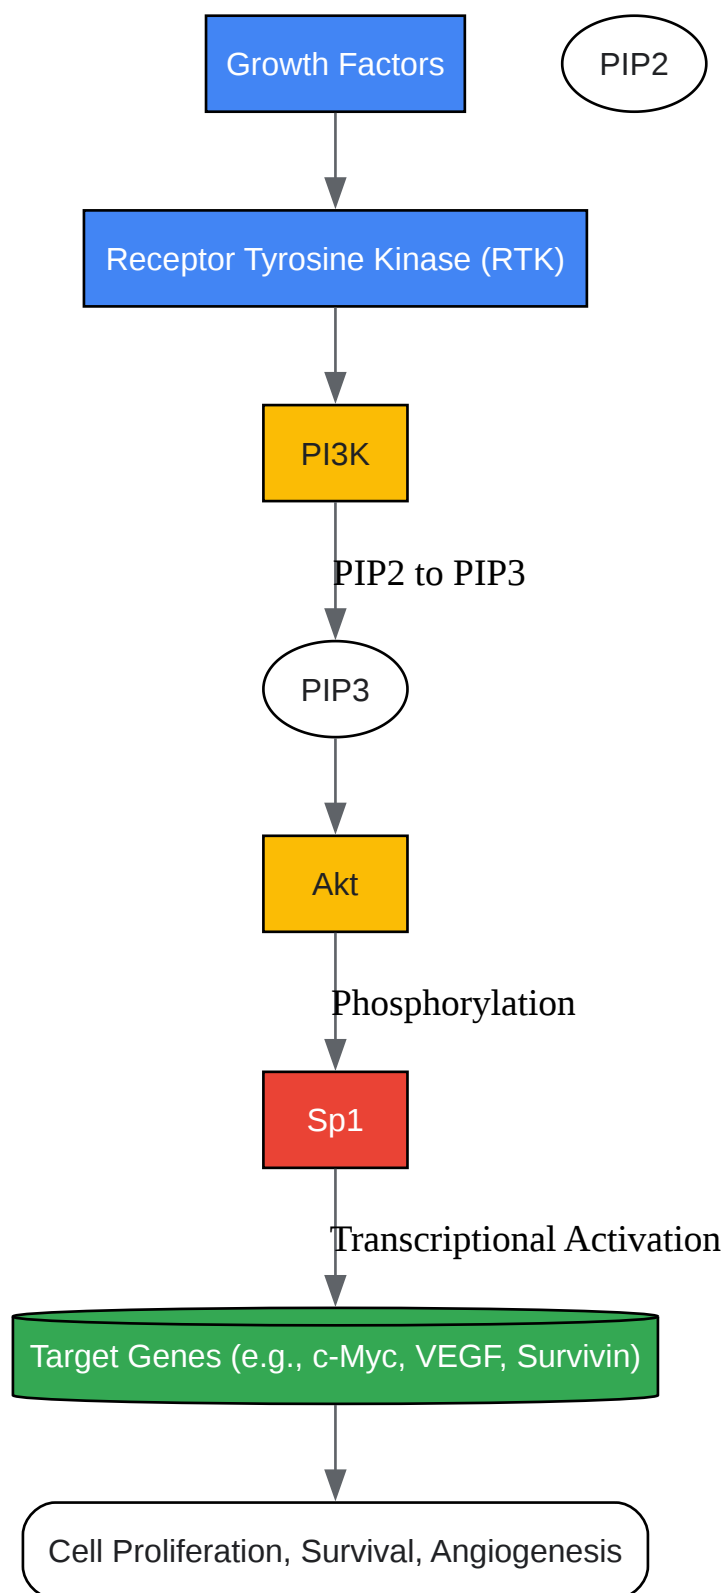 Growth Factors
PIP2
Receptor Tyrosine Kinase (RTK)
PI3K
PIP2 to PIP3
PIP3
Akt
Phosphorylation
Sp1
Transcriptional Activation
Target Genes (e.g., c-Myc, VEGF, Survivin)
Cell Proliferation, Survival, Angiogenesis